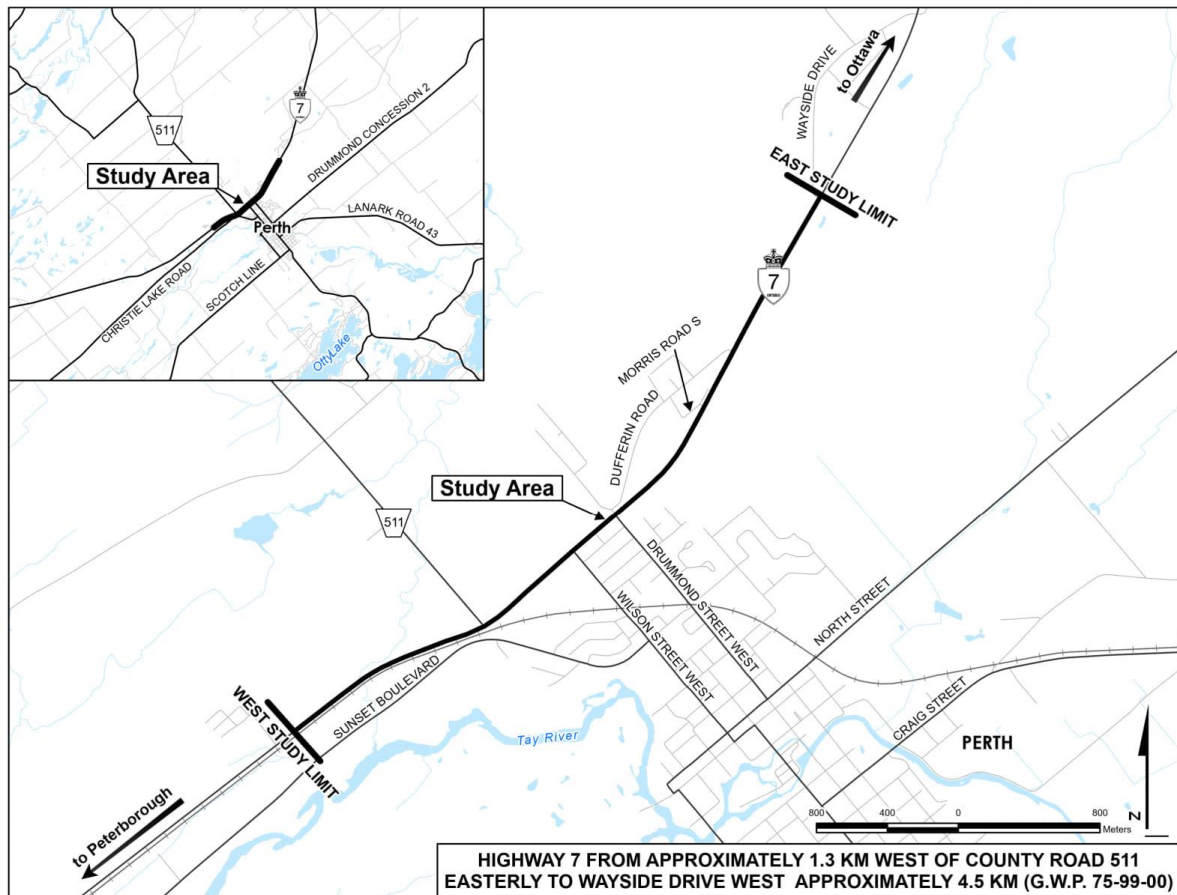 7
511
DRUMMOND CONCESSION 2
Study Area
LANARK ROAD 43
Perth
CHRISTIE LAKE ROAD
SCOTCH LINE
OttyLake
to Ottawa
WAYSIDE DRIVE
EAST STUDY LIMIT
7
MORRIS ROAD S
DUFFERIN ROAD
Study Area
511
DRUMMOND STREET WEST
WILSON STREET WEST
NORTH STREET
SUNSET BOULEVARD
WEST STUDY LIMIT
Tay River
CRAIG STREET
PERTH
to Peterborough
800 400 0 800
Meters
N
HIGHWAY 7 FROM APPROXIMATELY 1.3 KM WEST OF COUNTY ROAD 511
EASTERLY TO WAYSIDE DRIVE WEST APPROXIMATELY 4.5 KM (G.W.P. 75-99-00)